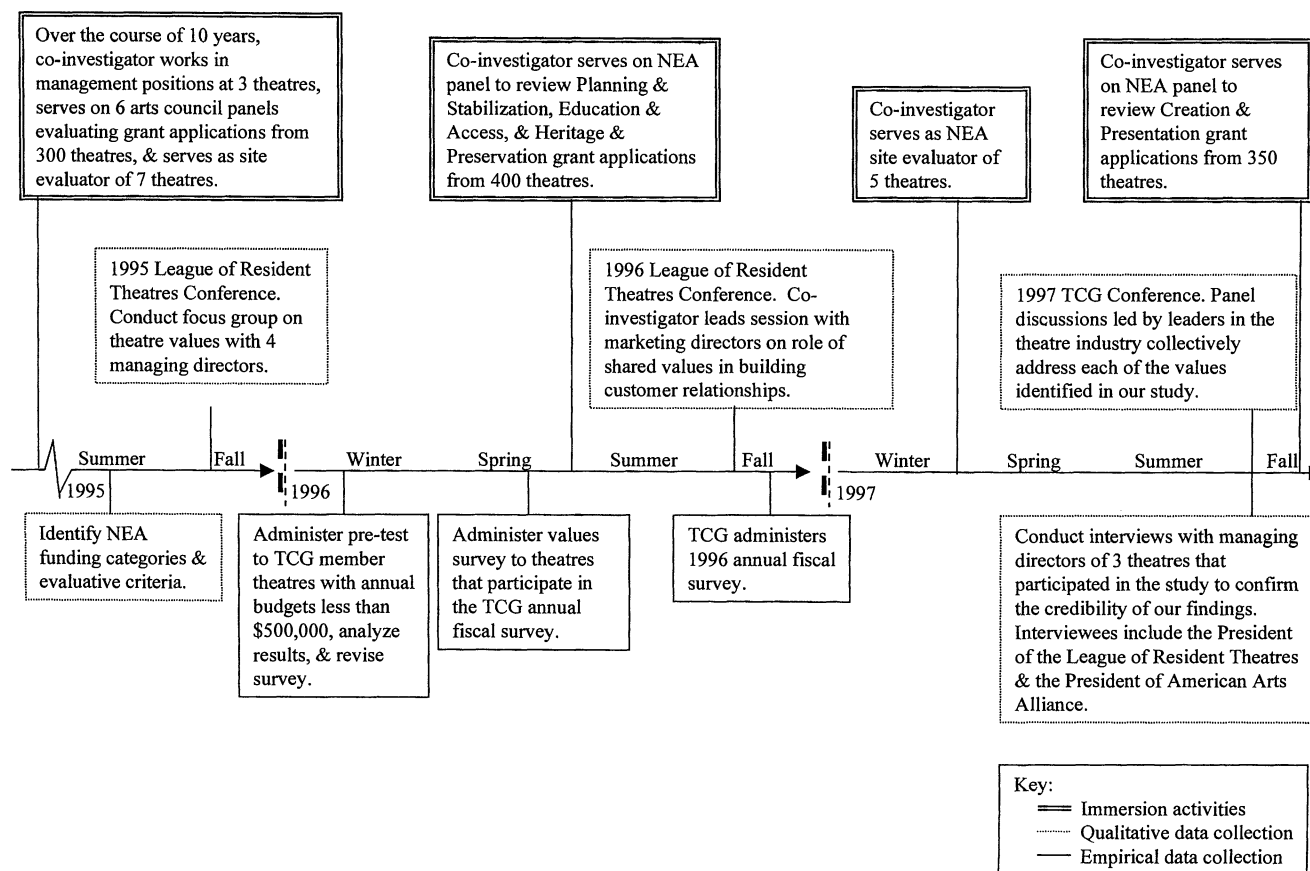 Over the course of 10 years,
co-investigator works in
management positions at 3 theatres,
serves on 6 arts council panels
evaluating grant applications from
300 theatres, & serves as site
evaluator of 7 theatres.
Co-investigator serves on NEA
panel to review Planning &
Stabilization, Education &
Access, & Heritage &
Preservation grant applications
from 400 theatres.
Co-investigator
serves as NEA
site evaluator of
5 theatres.
Co-investigator serves
on NEA panel to
review Creation &
Presentation grant
applications from 350
theatres.
1995 League of Resident
Theatres Conference.
Conduct focus group on
theatre values with 4
managing directors.
1996 League of Resident
Theatres Conference. Co-
investigator leads session with
marketing directors on role of
shared values in building
customer relationships.
1997 TCG Conference. Panel
discussions led by leaders in the
theatre industry collectively
address each of the values
identified in our study.
Summer Fall Winter Spring Summer Fall Winter Spring Summer Fall
1995 1996 1997
Identify NEA
funding categories &
evaluative criteria.
Administer pre-test
to TCG member
theatres with annual
budgets less than
$500,000, analyze
results, & revise
survey.
Administer values
survey to theatres
that participate in
the TCG annual
fiscal survey.
TCG administers
1996 annual fiscal
survey.
Conduct interviews with managing
directors of 3 theatres that
participated in the study to confirm
the credibility of our findings.
Interviewees include the President
of the League of Resident Theatres
& the President of American Arts
Alliance.
Key:
Immersion activities
Qualitative data collection
Empirical data collection